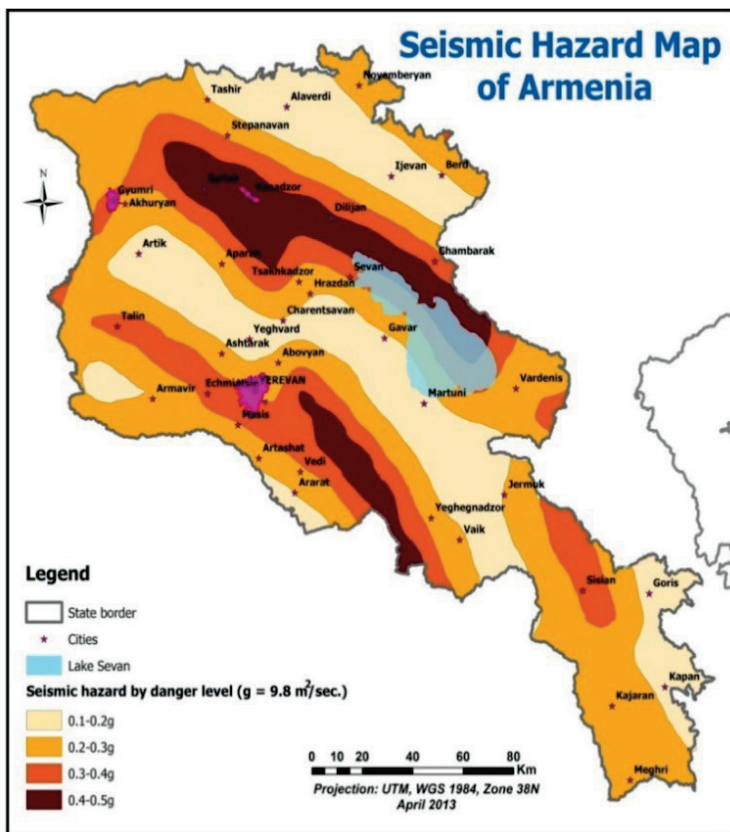 Seismic Hazard Map
of Armenia
Noyemberyan
Tashir
Alaverdi
Stepanavan
Ijevan
Berd
N
Gyumri
Akhuryan
Vanadzor
Dilijan
Artik
Aparan
Chambarak
Sevan
Tsakhkadzor
Hrazdan
Charentsavan
Talin
Yeghvard
Gavar
Ashtarak
Abovyan
Vardenis
Armavir
YEREVAN
Martuni
Masis
Artashat
Vedi
Ararat
Jermuk
Yeghegnadzor
Vaik
Sisian
Goris
Kapan
Kajaran
Meghri
Legend
State border
Cities
Lake Sevan
Seismic hazard by danger level (g = 9.8 m²/sec.)
0.1-0.2g
0.2-0.3g
0.3-0.4g
0.4-0.5g
0 10 20 40 60 80
Km
Projection: UTM, WGS 1984, Zone 38N
April 2013